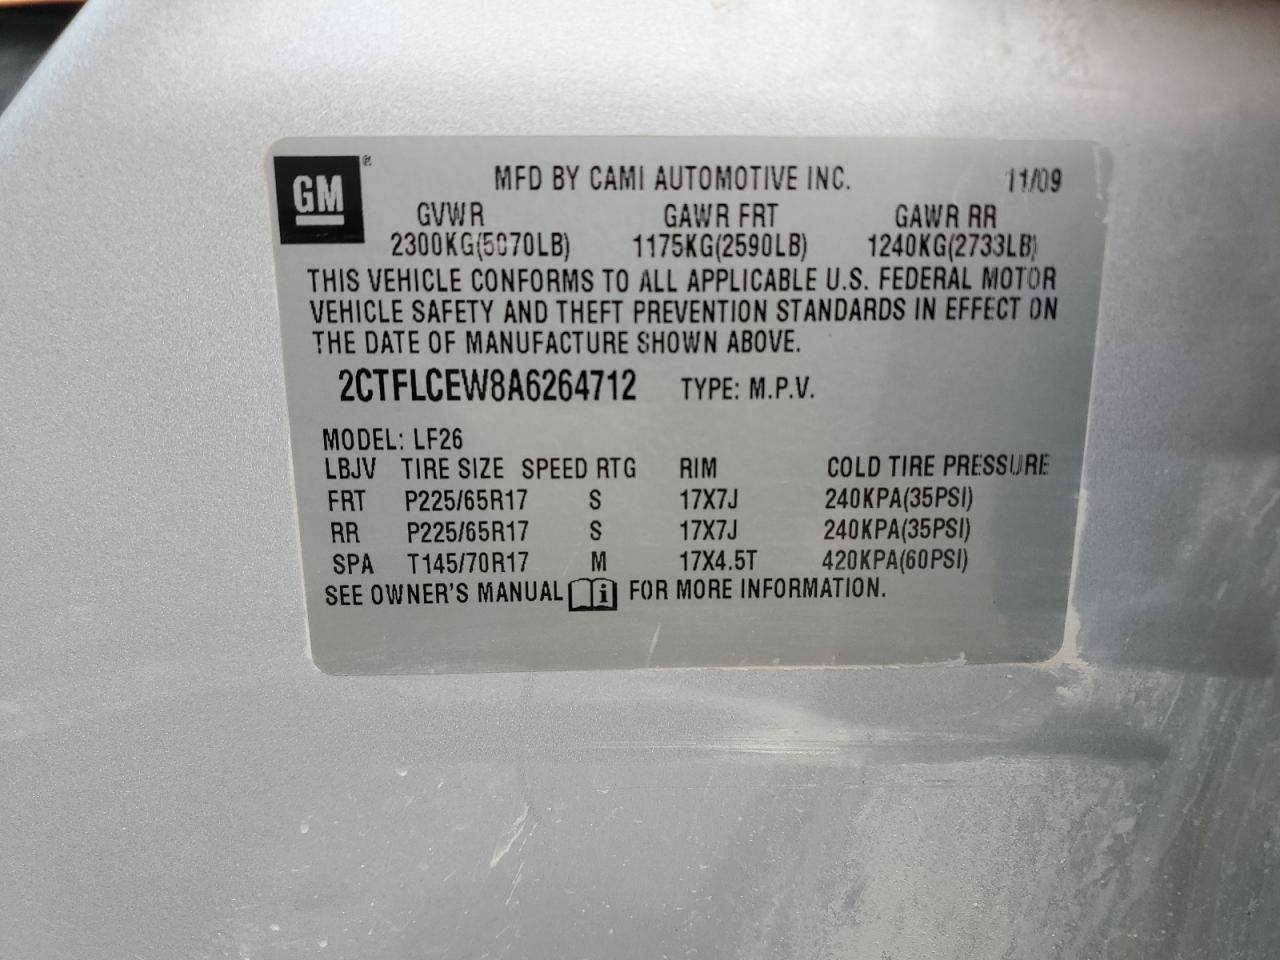 GM ® MFD BY CAMI AUTOMOTIVE INC. 11/09
GVWR GAWR FRT GAWR RR
2300KG(5070LB) 1175KG(2590LB) 1240KG(2733LB)
THIS VEHICLE CONFORMS TO ALL APPLICABLE U.S. FEDERAL MOTOR
VEHICLE SAFETY AND THEFT PREVENTION STANDARDS IN EFFECT ON
THE DATE OF MANUFACTURE SHOWN ABOVE.
2CTFLCEW8A6264712 TYPE: M.P.V.
MODEL: LF26
LBJV TIRE SIZE SPEED RTG RIM COLD TIRE PRESSURE
FRT P225/65R17 S 17X7J 240KPA(35PSI)
RR P225/65R17 S 17X7J 240KPA(35PSI)
SPA T145/70R17 M 17X4.5T 420KPA(60PSI)
SEE OWNER'S MANUAL i FOR MORE INFORMATION.